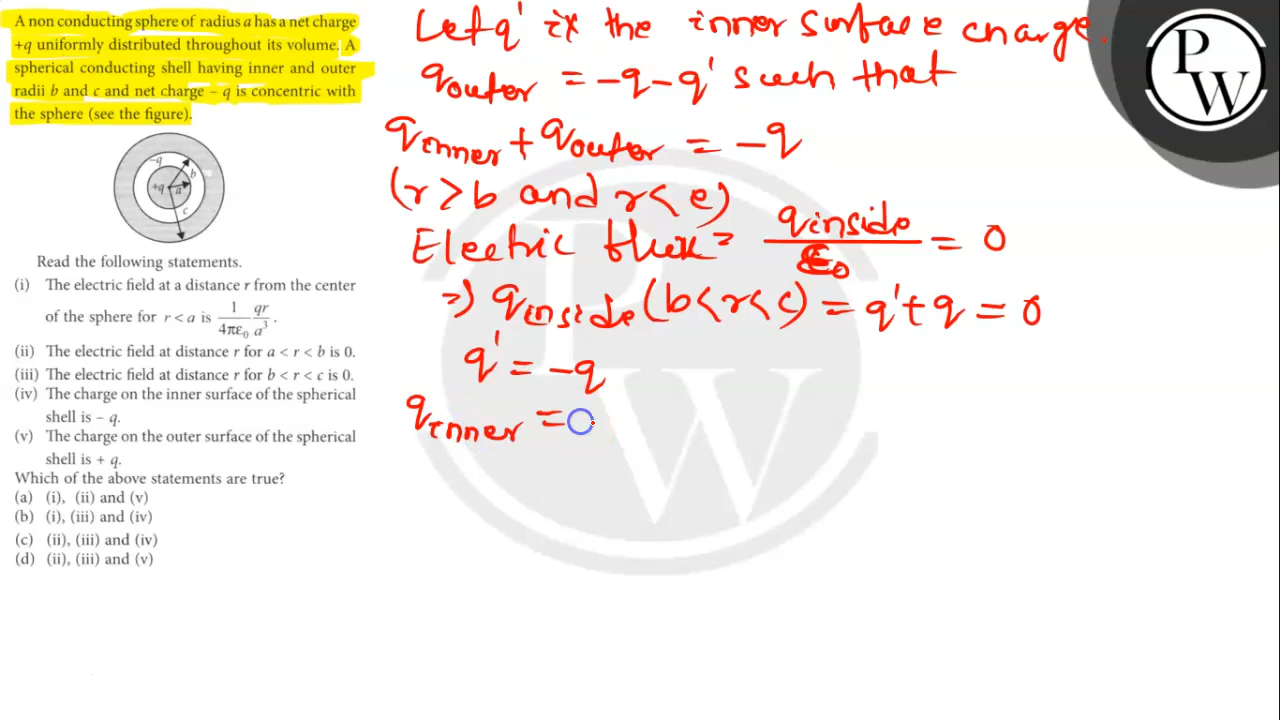 A non conducting sphere of radius a has a net charge
+q uniformly distributed throughout its volume. A
spherical conducting shell having inner and outer
radii b and c and net charge – q is concentric with
the sphere (see the figure).
–q
b
+q
a
c
Read the following statements.
(i) The electric field at a distance r from the center
of the sphere for r < a is 1/4πε₀ qr/a³.
(ii) The electric field at distance r for a < r < b is 0.
(iii) The electric field at distance r for b < r < c is 0.
(iv) The charge on the inner surface of the spherical
shell is – q.
(v) The charge on the outer surface of the spherical
shell is + q.
Which of the above statements are true?
(a) (i), (ii) and (v)
(b) (i), (iii) and (iv)
(c) (ii), (iii) and (iv)
(d) (ii), (iii) and (v)
Let q' ix the inner surface charge.
qouter = -q-q' such that
qinner + qouter = -q
(r>b and r<e)
Electric flux = qinside/ε₀ = 0
=> qinside (b<r<c) = q'+q = 0
q' = -q
qinner =
P
W
P
W